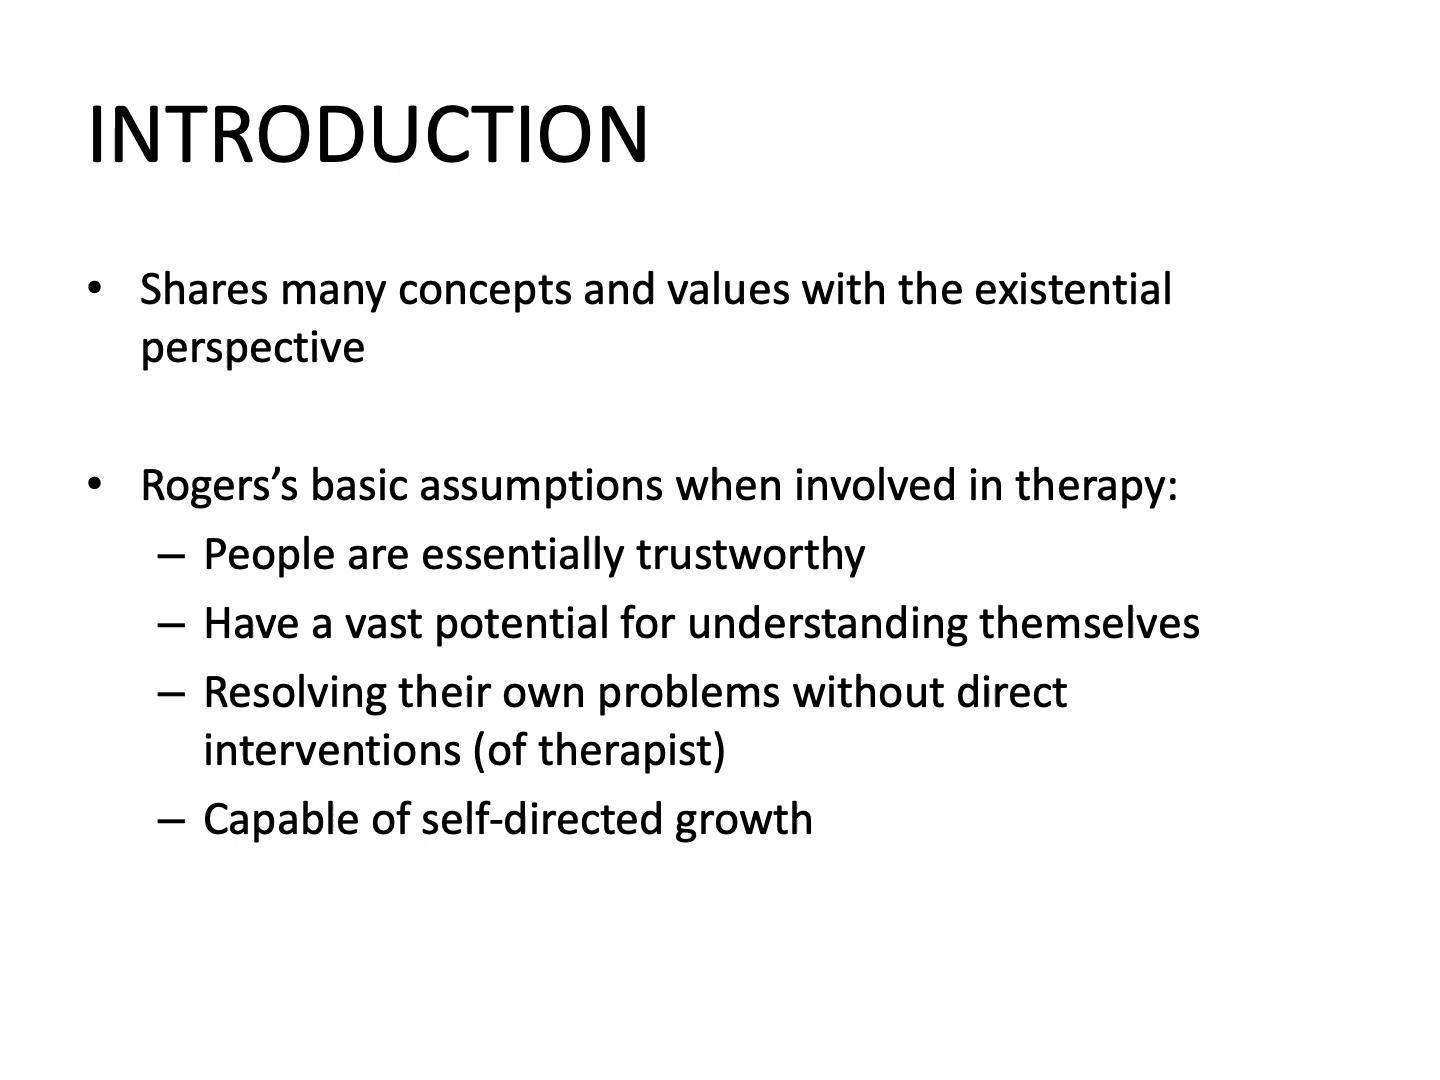 INTRODUCTION
• Shares many concepts and values with the existential
perspective
• Rogers’s basic assumptions when involved in therapy:
– People are essentially trustworthy
– Have a vast potential for understanding themselves
– Resolving their own problems without direct
interventions (of therapist)
– Capable of self-directed growth